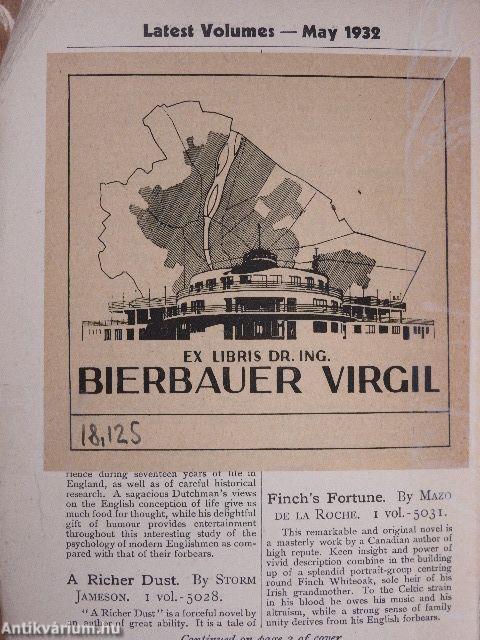 Latest Volumes — May 1932
EX LIBRIS DR. ING.
BIERBAUER VIRGIL
18,125
rience during seventeen years of life in
England, as well as of careful historical
research. A sagacious Dutchman's views
on the English conception of life give us
much food for thought, while his delightful
gift of humour provides entertainment
throughout this interesting study of the
psychology of modern Englishmen as com-
pared with that of their forbears.
A Richer Dust. By STORM
JAMESON. 1 vol.-5028.
"A Richer Dust" is a forceful novel by
an author of great ability. It is a tale of
Finch's Fortune. By MAZO
DE LA ROCHE. 1 vol.-5031.
This remarkable and original novel is
a masterly work by a Canadian author of
high repute. Keen insight and power of
vivid description combine in the building
up of a splendid portrait-group centring
round Finch Whiteoak, sole heir of his
Irish grandmother. To the Celtic strain
in his blood he owes his music and his
altruism, while a strong sense of family
unity derives from his English forbears.
Continued on page 3 of cover
Antikvárium.hu